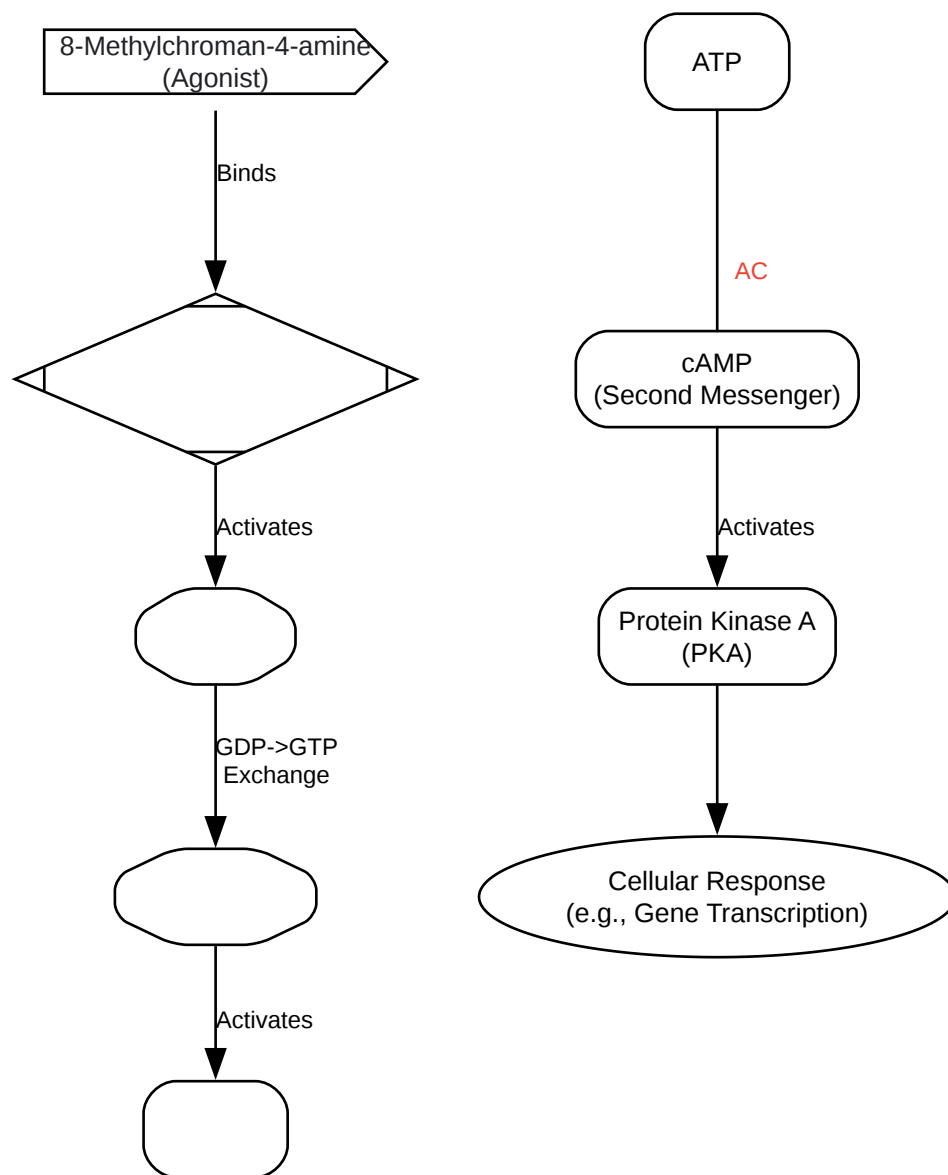 8-Methylchroman-4-amine
(Agonist)
Binds
Activates
GDP->GTP
Exchange
Activates
ATP
AC
cAMP
(Second Messenger)
Activates
Protein Kinase A
(PKA)
Cellular Response
(e.g., Gene Transcription)